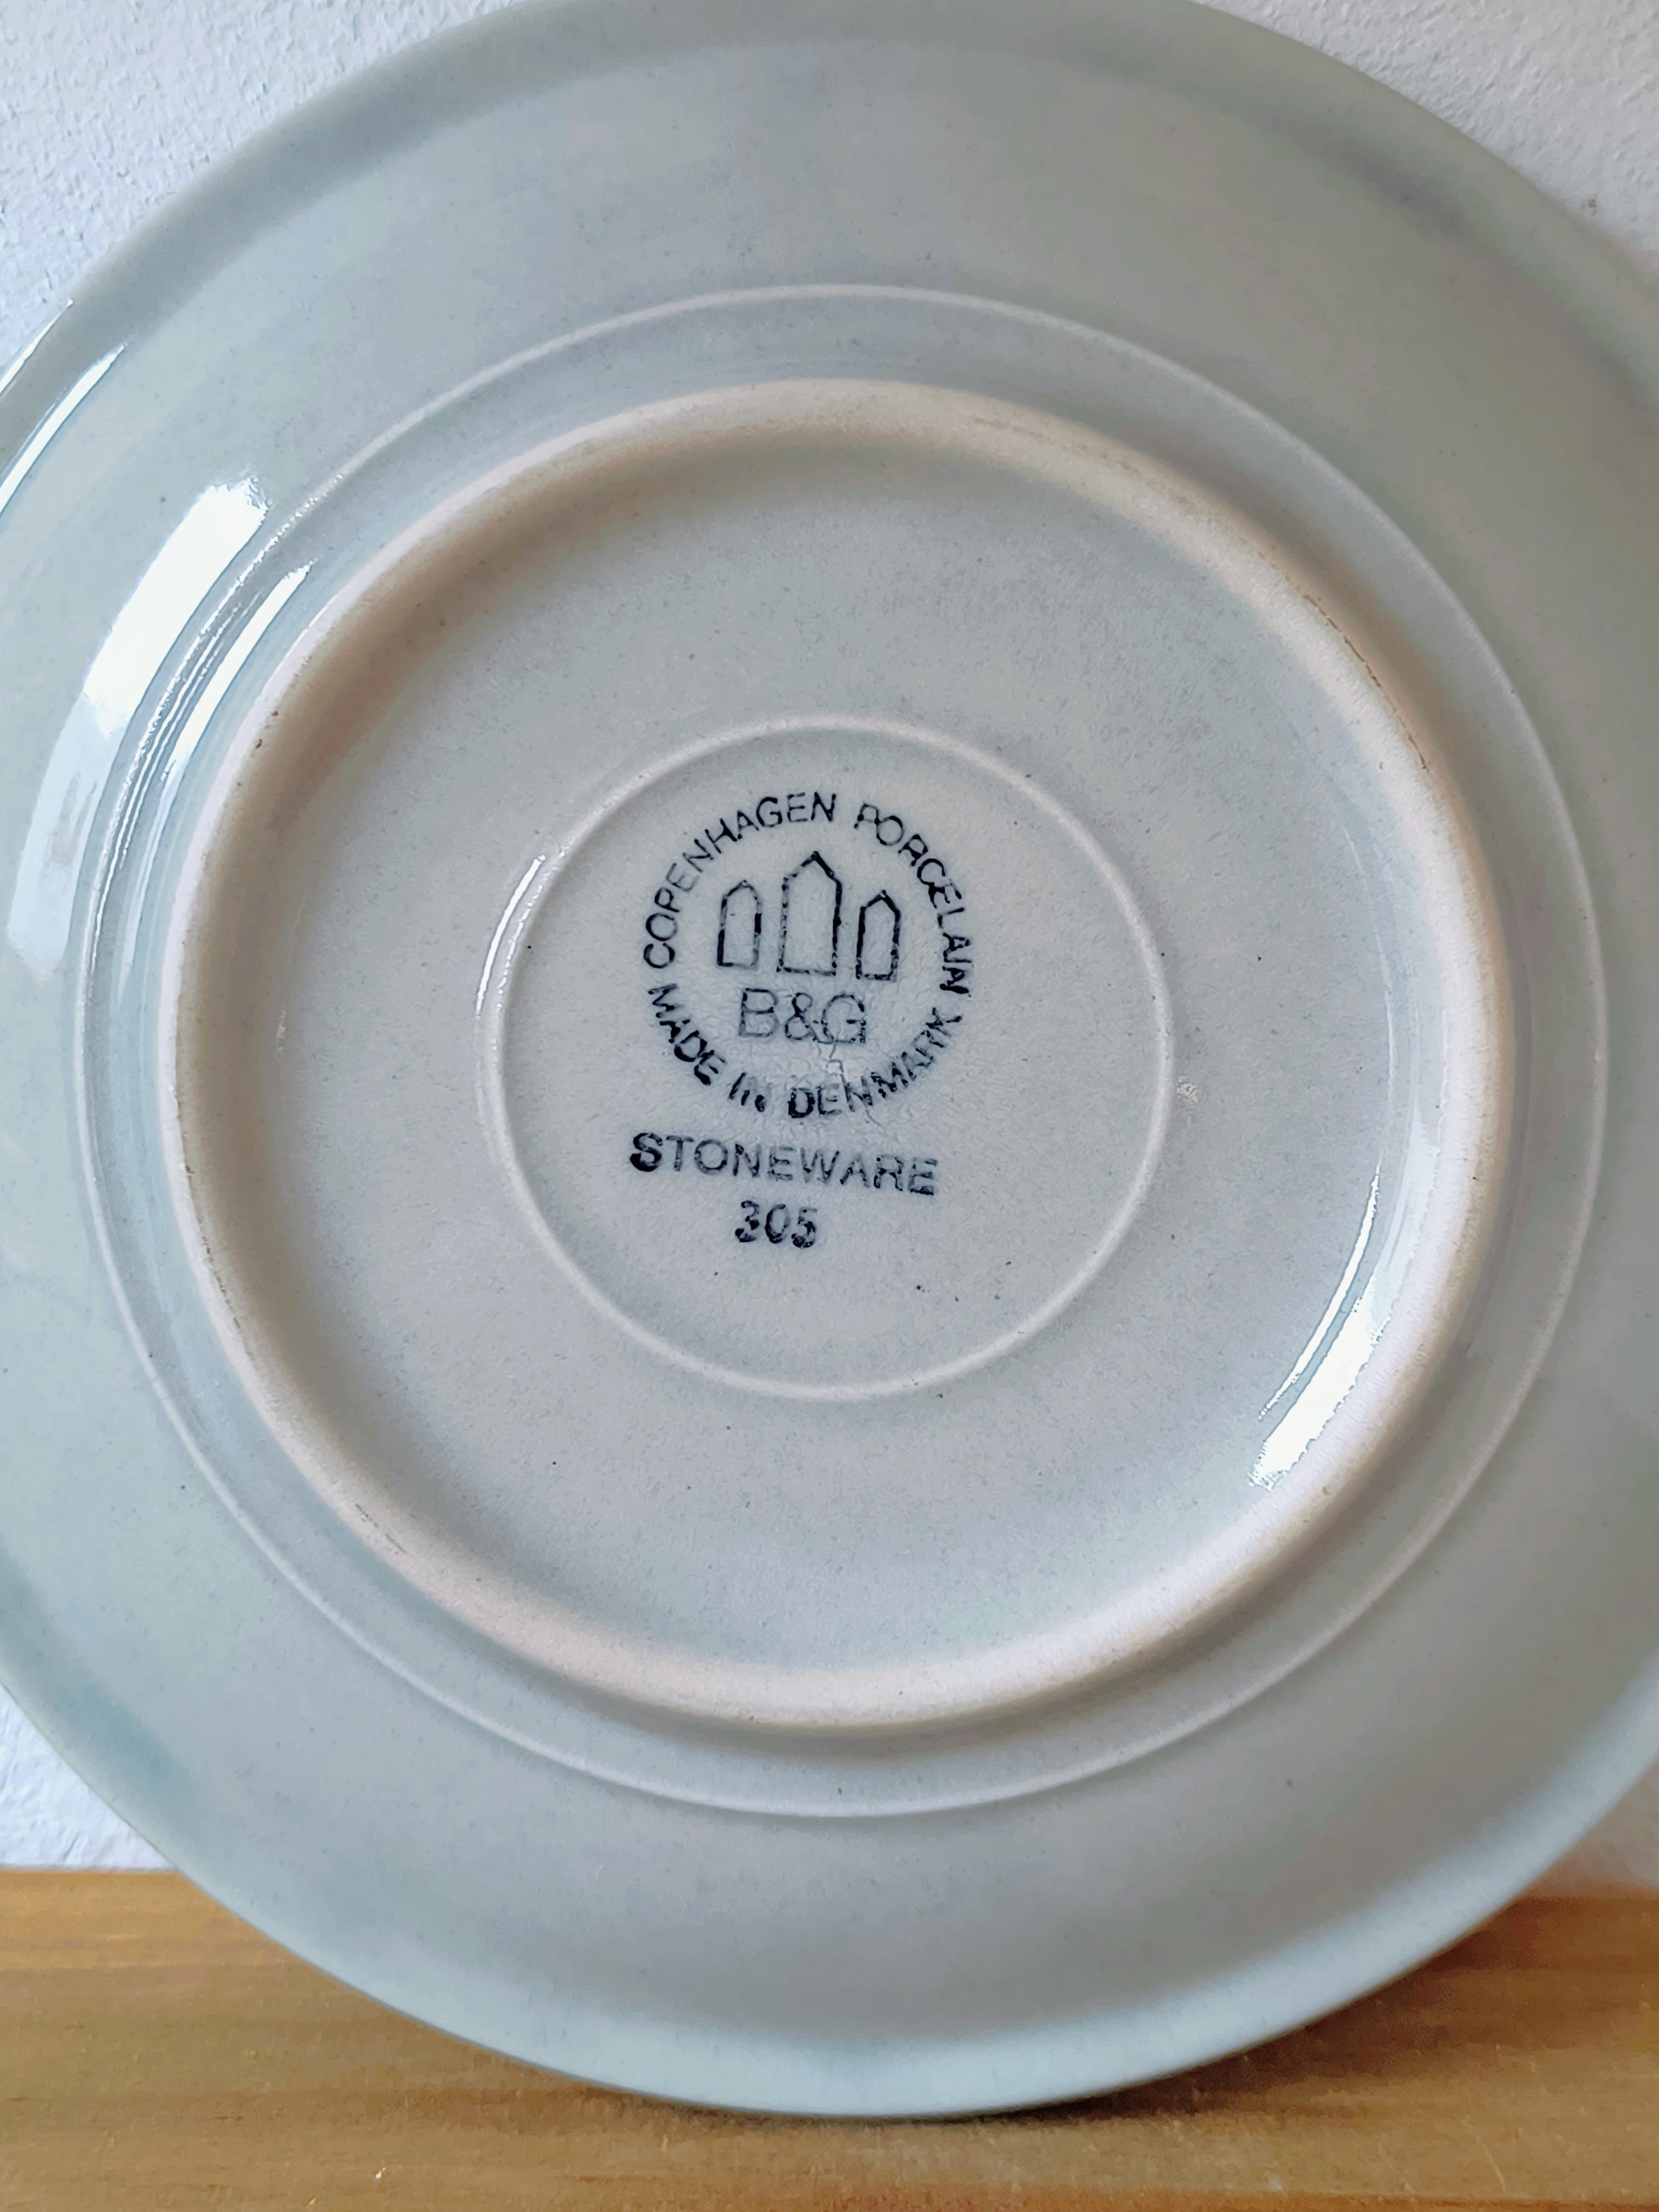 COPENHAGEN PORCELAIN
B&G
MADE IN DENMARK
STONEWARE
305